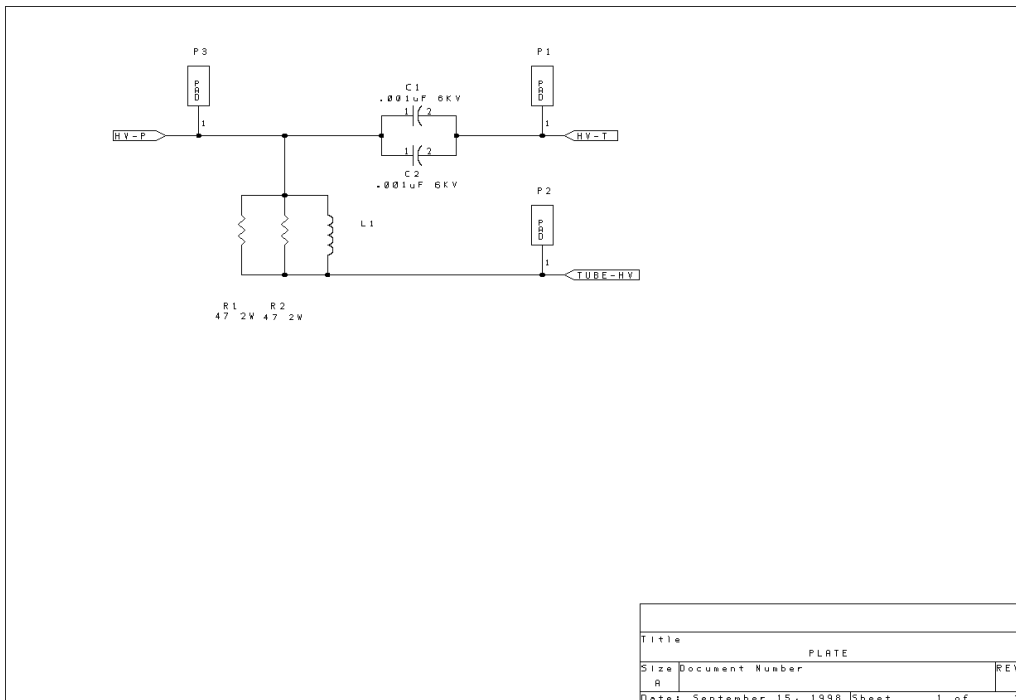 P3
P1
PAD
PAD
C1
.001uF 6KV
1
1 2
1
HV-P
HV-T
1 2
C2
.001uF 6KV
P2
PAD
L1
1
TUBE-HV
R1 R2
47 2W 47 2W
Title
PLATE
Size Document Number
REV
A
Date: September 15, 1998 Sheet 1 of